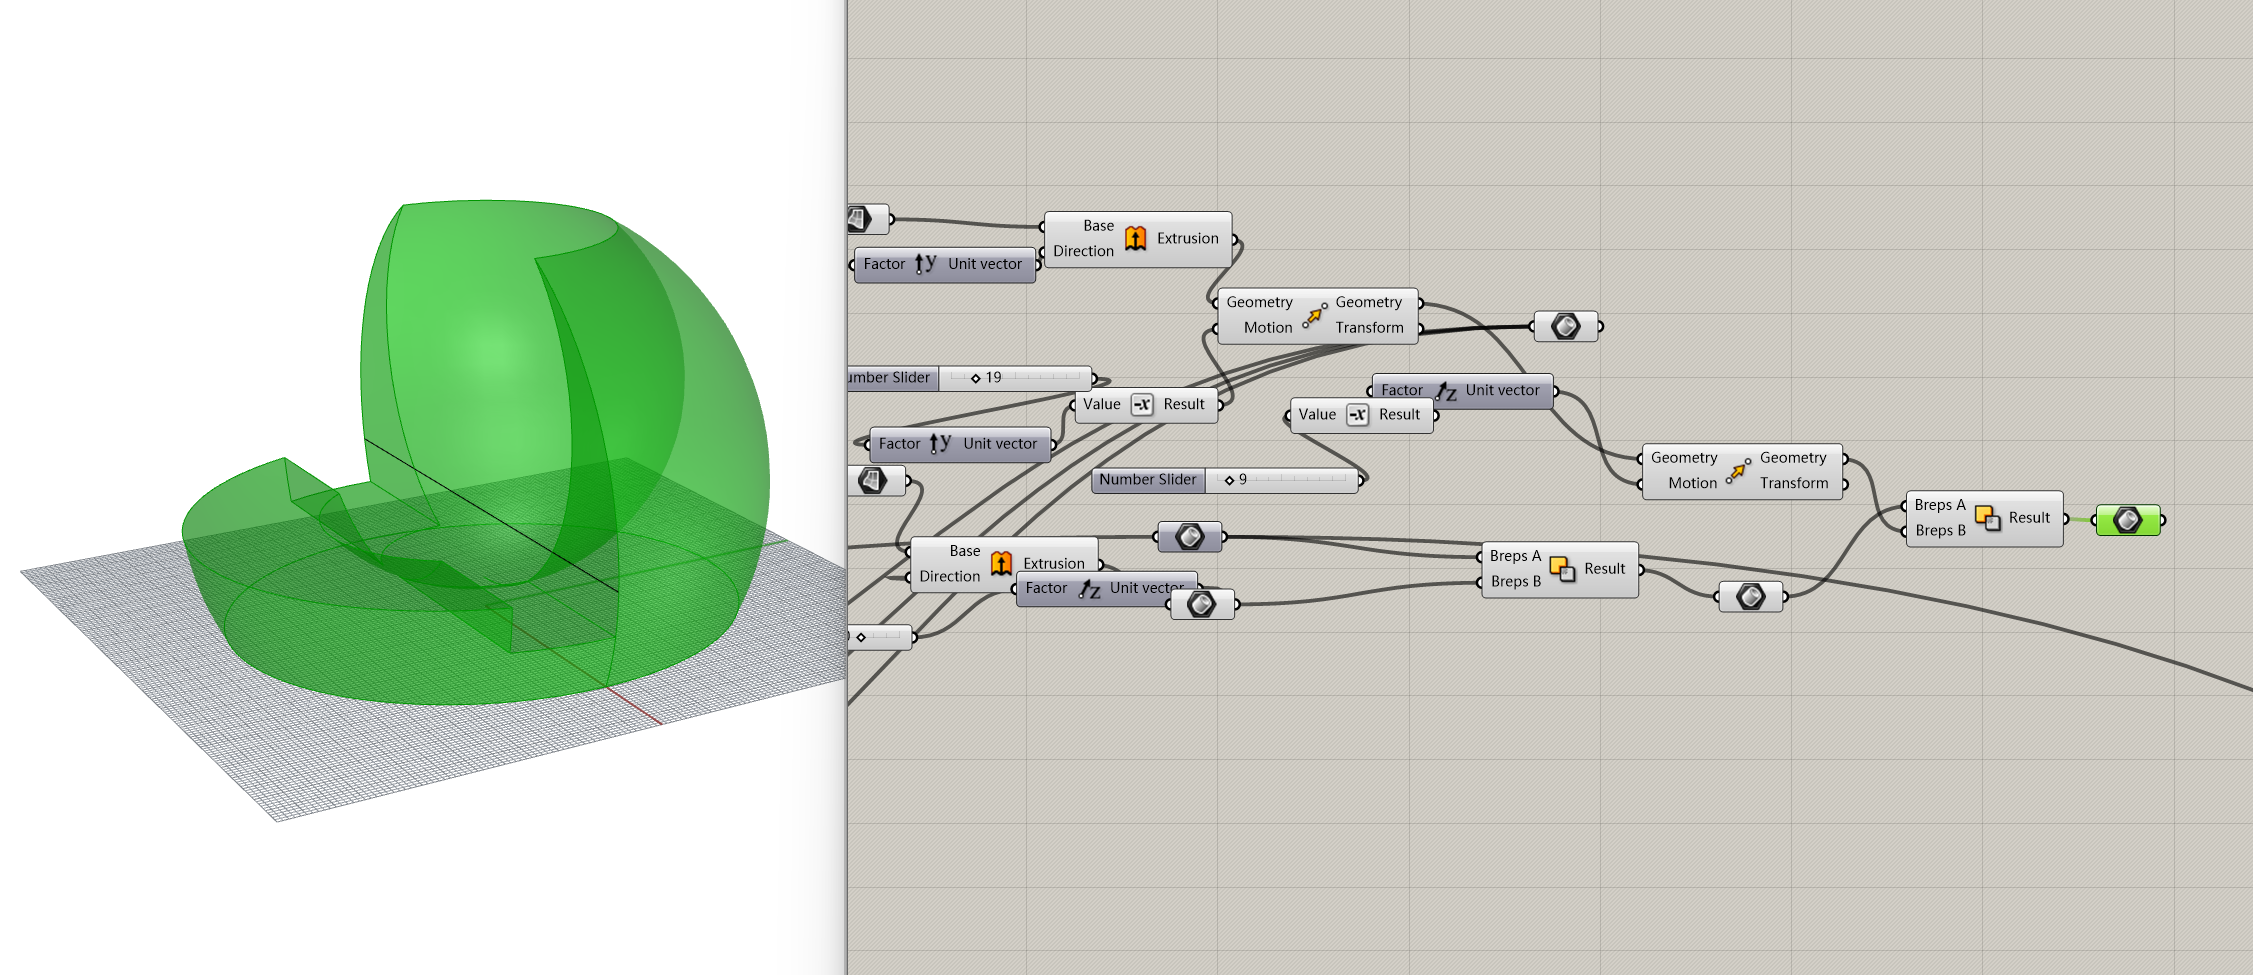 Base
Direction
Extrusion
Factor y Unit vector
Geometry
Motion
Geometry
Transform
umber Slider 19
Value -x Result
Factor z Unit vector
Value -x Result
Factor y Unit vector
Number Slider 9
Geometry
Motion
Geometry
Transform
Breps A
Breps B
Result
Base
Direction
Extrusion
Factor z Unit vector
Breps A
Breps B
Result